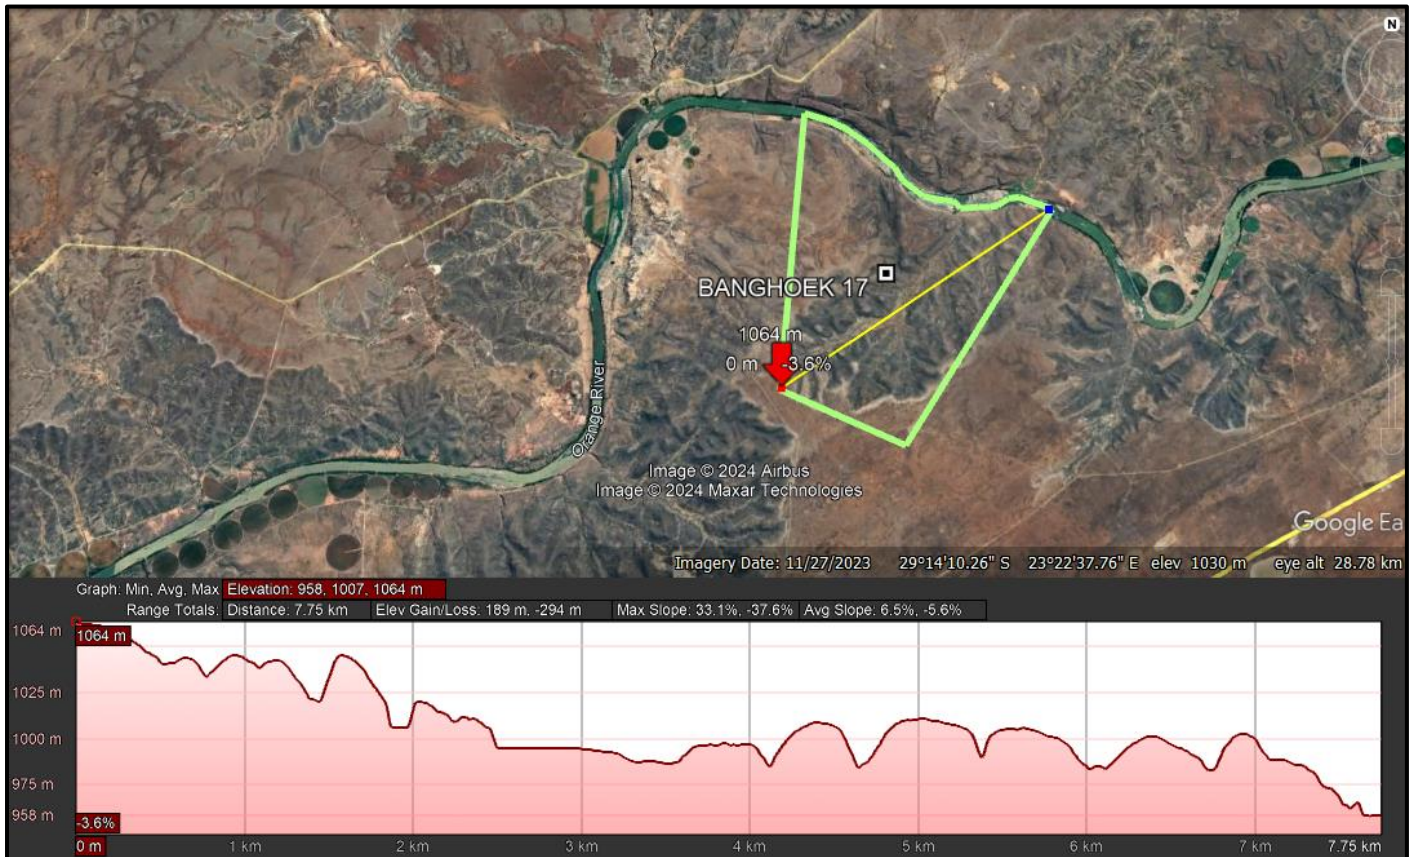 N
BANGHOEK 17
1064 m
0 m -3.6%
Orange River
Image © 2024 Airbus
Image © 2024 Maxar Technologies
Google Ea
Imagery Date: 11/27/2023 29°14'10.26" S 23°22'37.76" E elev 1030 m eye alt 28.78 km
Graph: Min, Avg, Max Elevation: 958, 1007, 1064 m
Range Totals: Distance: 7.75 km Elev Gain/Loss: 189 m, -294 m Max Slope: 33.1%, -37.6% Avg Slope: 6.5%, -5.6%
1064 m 1064 m
1025 m
1000 m
975 m
958 m
-3.6%
0 m 1 km 2 km 3 km 4 km 5 km 6 km 7 km 7.75 km